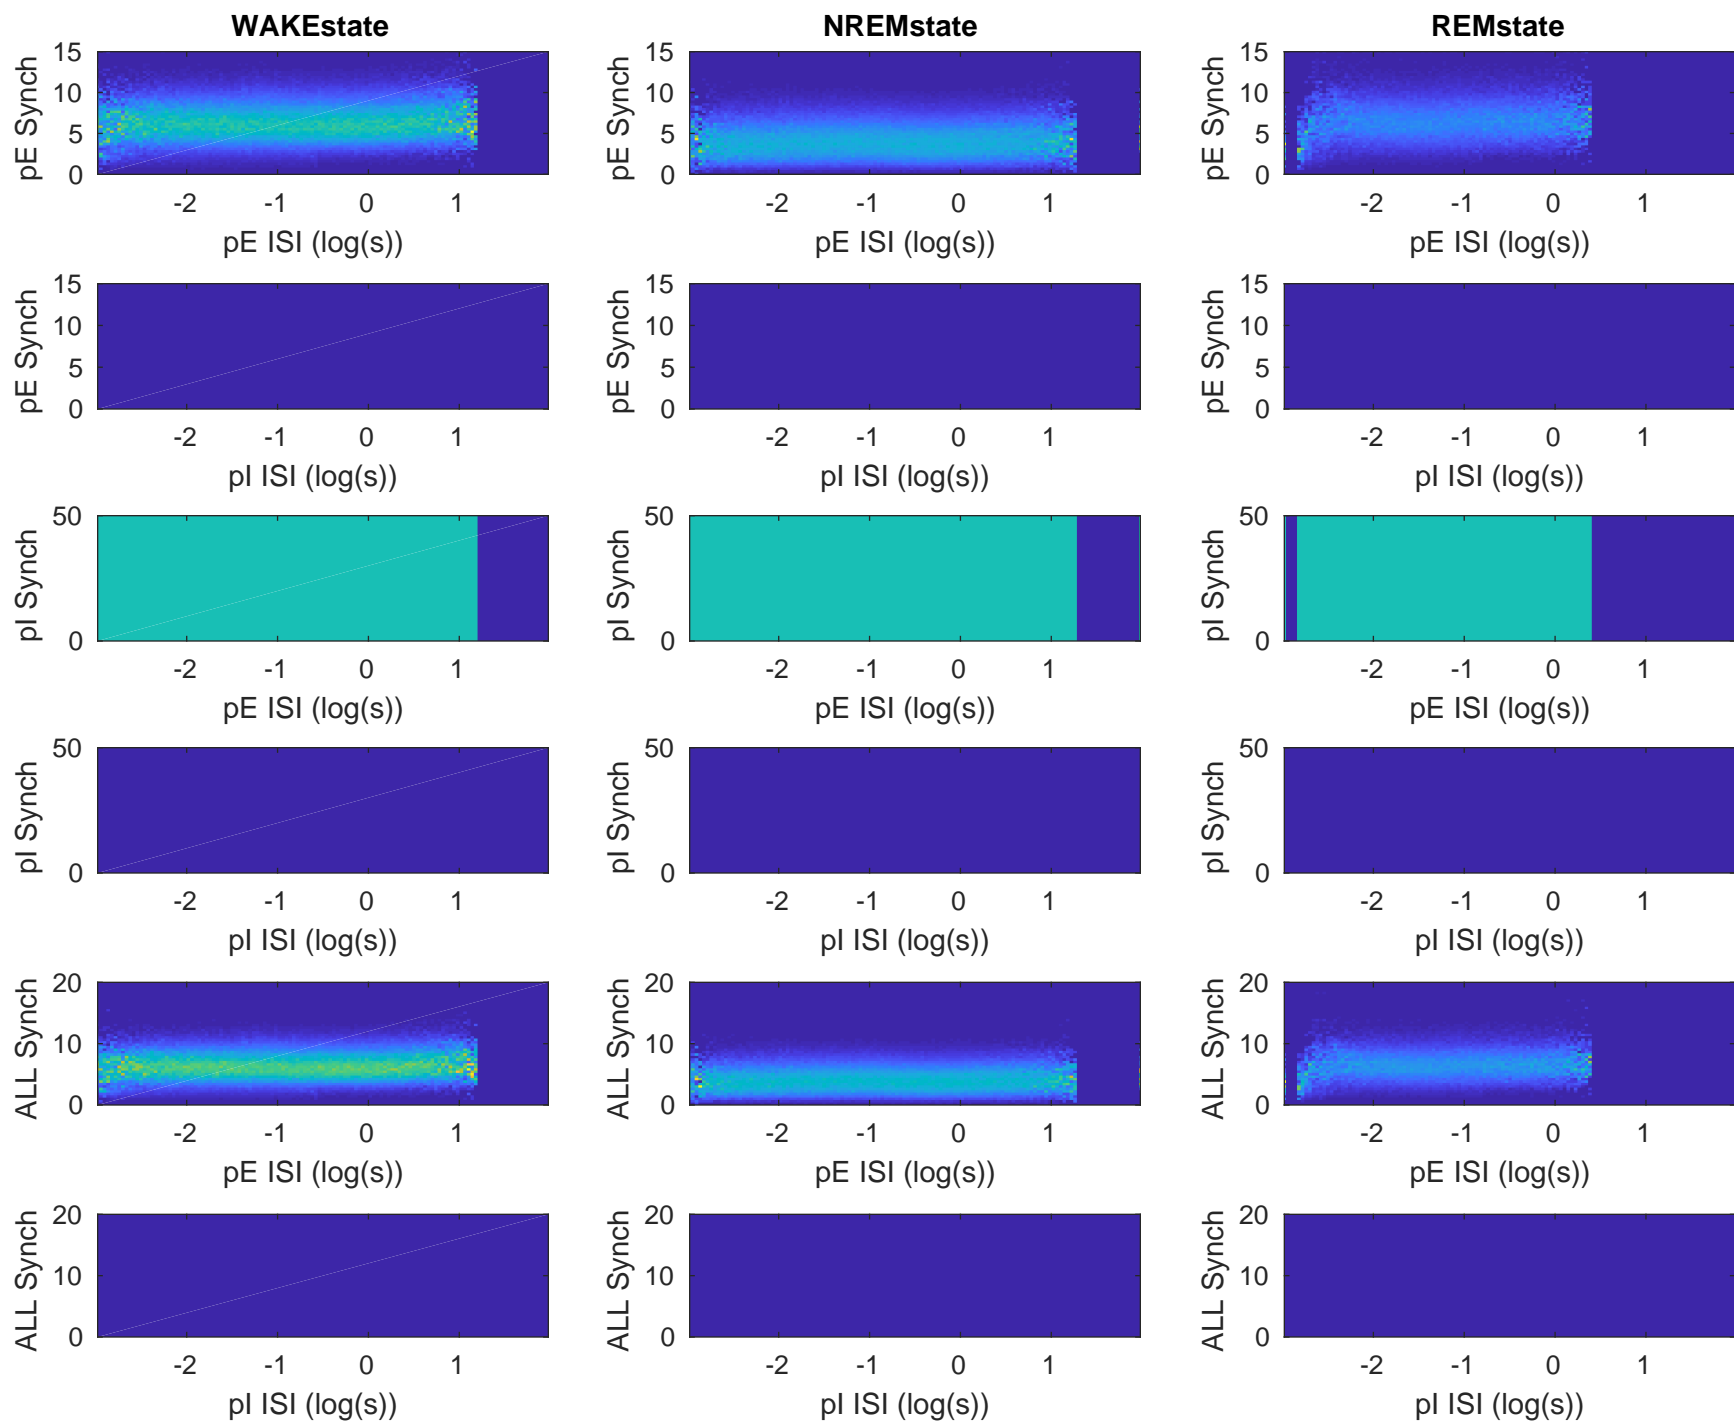 WAKEstate NREMstate REMstate
15 15 15
10 10 10
5 5 5
0 0 0
pE Synch pE Synch pE Synch
-2 -1 0 1 -2 -1 0 1 -2 -1 0 1
pE ISI (log(s)) pE ISI (log(s)) pE ISI (log(s))
15 15 15
10 10 10
5 5 5
0 0 0
pE Synch pE Synch pE Synch
-2 -1 0 1 -2 -1 0 1 -2 -1 0 1
pI ISI (log(s)) pI ISI (log(s)) pI ISI (log(s))
50 50 50
0 0 0
pI Synch pI Synch pI Synch
-2 -1 0 1 -2 -1 0 1 -2 -1 0 1
pE ISI (log(s)) pE ISI (log(s)) pE ISI (log(s))
50 50 50
0 0 0
pI Synch pI Synch pI Synch
-2 -1 0 1 -2 -1 0 1 -2 -1 0 1
pI ISI (log(s)) pI ISI (log(s)) pI ISI (log(s))
20 20 20
10 10 10
0 0 0
ALL Synch ALL Synch ALL Synch
-2 -1 0 1 -2 -1 0 1 -2 -1 0 1
pE ISI (log(s)) pE ISI (log(s)) pE ISI (log(s))
20 20 20
10 10 10
0 0 0
ALL Synch ALL Synch ALL Synch
-2 -1 0 1 -2 -1 0 1 -2 -1 0 1
pI ISI (log(s)) pI ISI (log(s)) pI ISI (log(s))